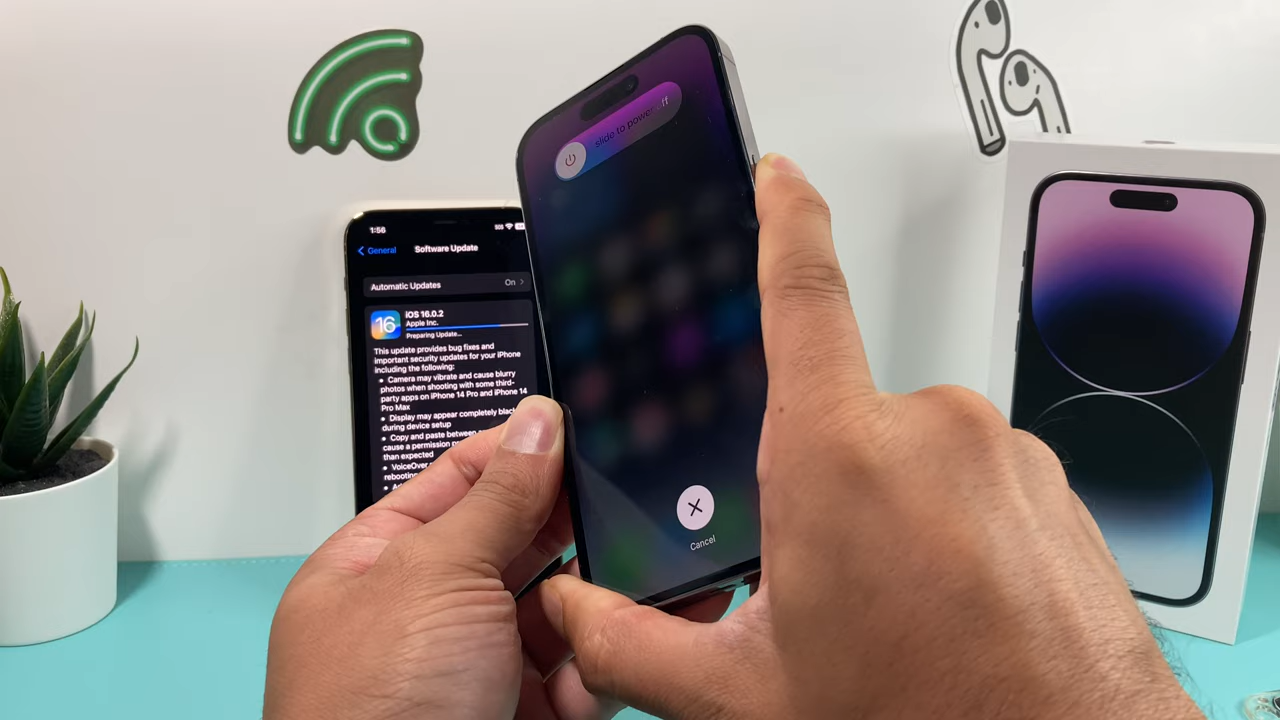 slide to power off
1:56
SOS
General
Software Update
Automatic Updates
On
16
iOS 16.0.2
Apple Inc.
Preparing Update...
This update provides bug fixes and
important security updates for your iPhone
including the following:
• Camera may vibrate and cause blurry
photos when shooting with some third-
party apps on iPhone 14 Pro and iPhone 14
Pro Max
• Display may appear completely black
during device setup
• Copy and paste between
cause a permission
than expected
• VoiceOver
rebooting
Cancel